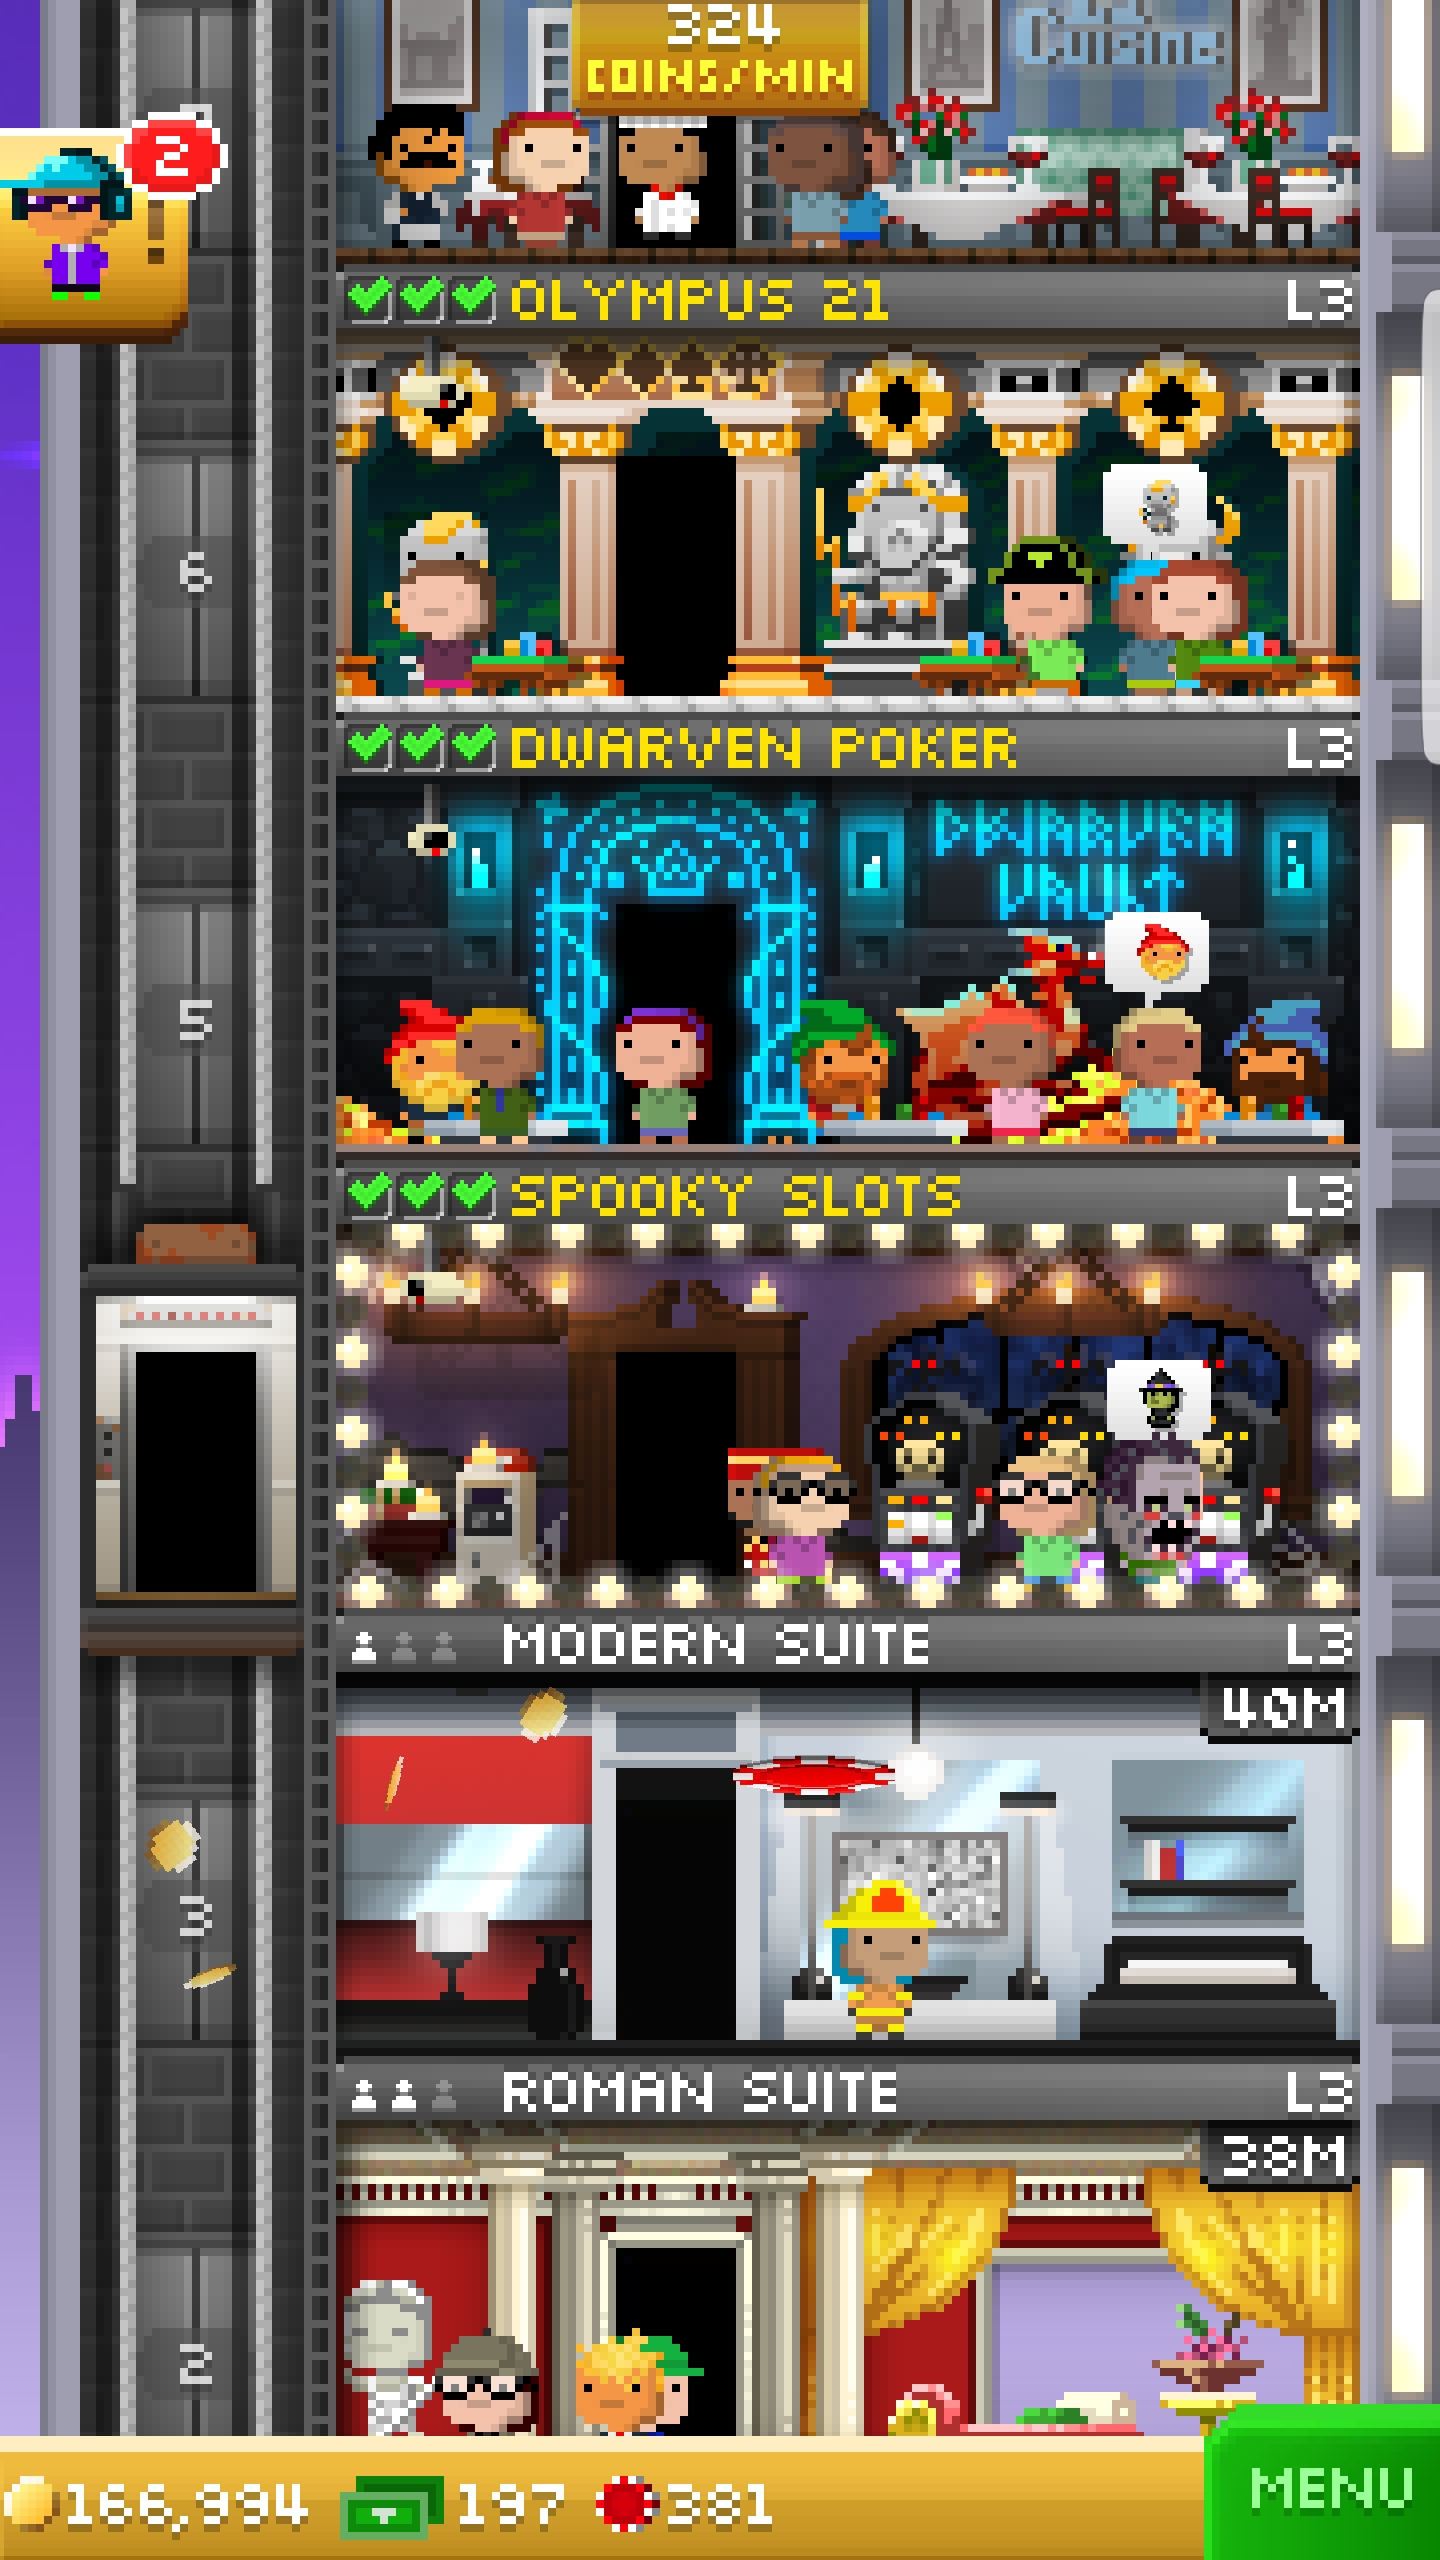 324
COINS/MIN
Cuisine
2
OLYMPUS 21 L3
6
DWARVEN POKER L3
DWARVEN
VAULT
5
SPOOKY SLOTS L3
MODERN SUITE L3
40M
3
ROMAN SUITE L3
38M
2
166,994 197 381
MENU